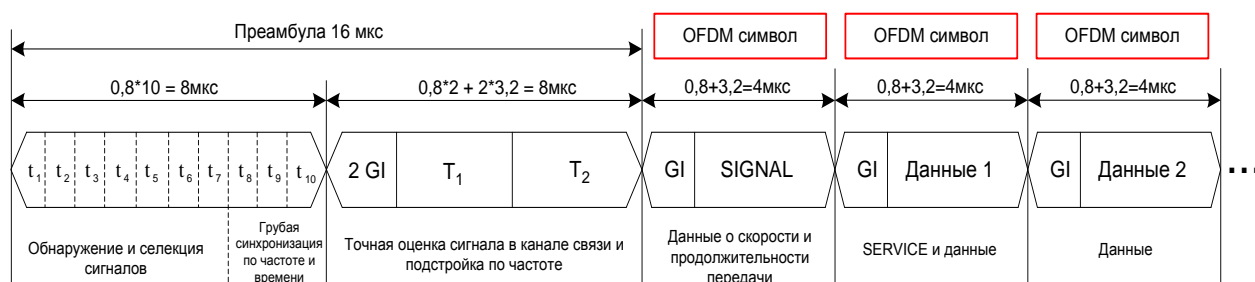 Преамбула 16 мкс
OFDM символ
OFDM символ
OFDM символ
0,8*10 = 8мкс
0,8*2 + 2*3,2 = 8мкс
0,8+3,2=4мкс
0,8+3,2=4мкс
0,8+3,2=4мкс
t1 t2 t3 t4 t5 t6 t7 t8 t9 t10
2 GI T1 T2
GI SIGNAL
GI Данные 1
GI Данные 2
...
Обнаружение и селекция
сигналов
Грубая
синхронизация
по частоте и
времени
Точная оценка сигнала в канале связи и
подстройка по частоте
Данные о скорости и
продолжительности
передачи
SERVICE и данные
Данные